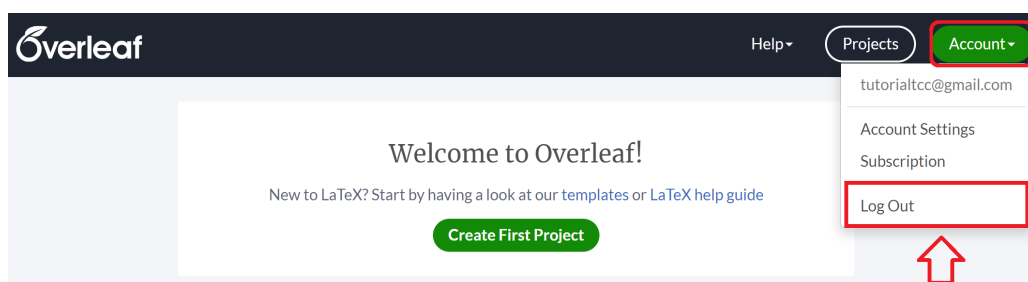 Overleaf
Help
Projects
Account
tutorialtcc@gmail.com
Account Settings
Subscription
Log Out
Welcome to Overleaf!
New to LaTeX? Start by having a look at our templates or LaTeX help guide
Create First Project